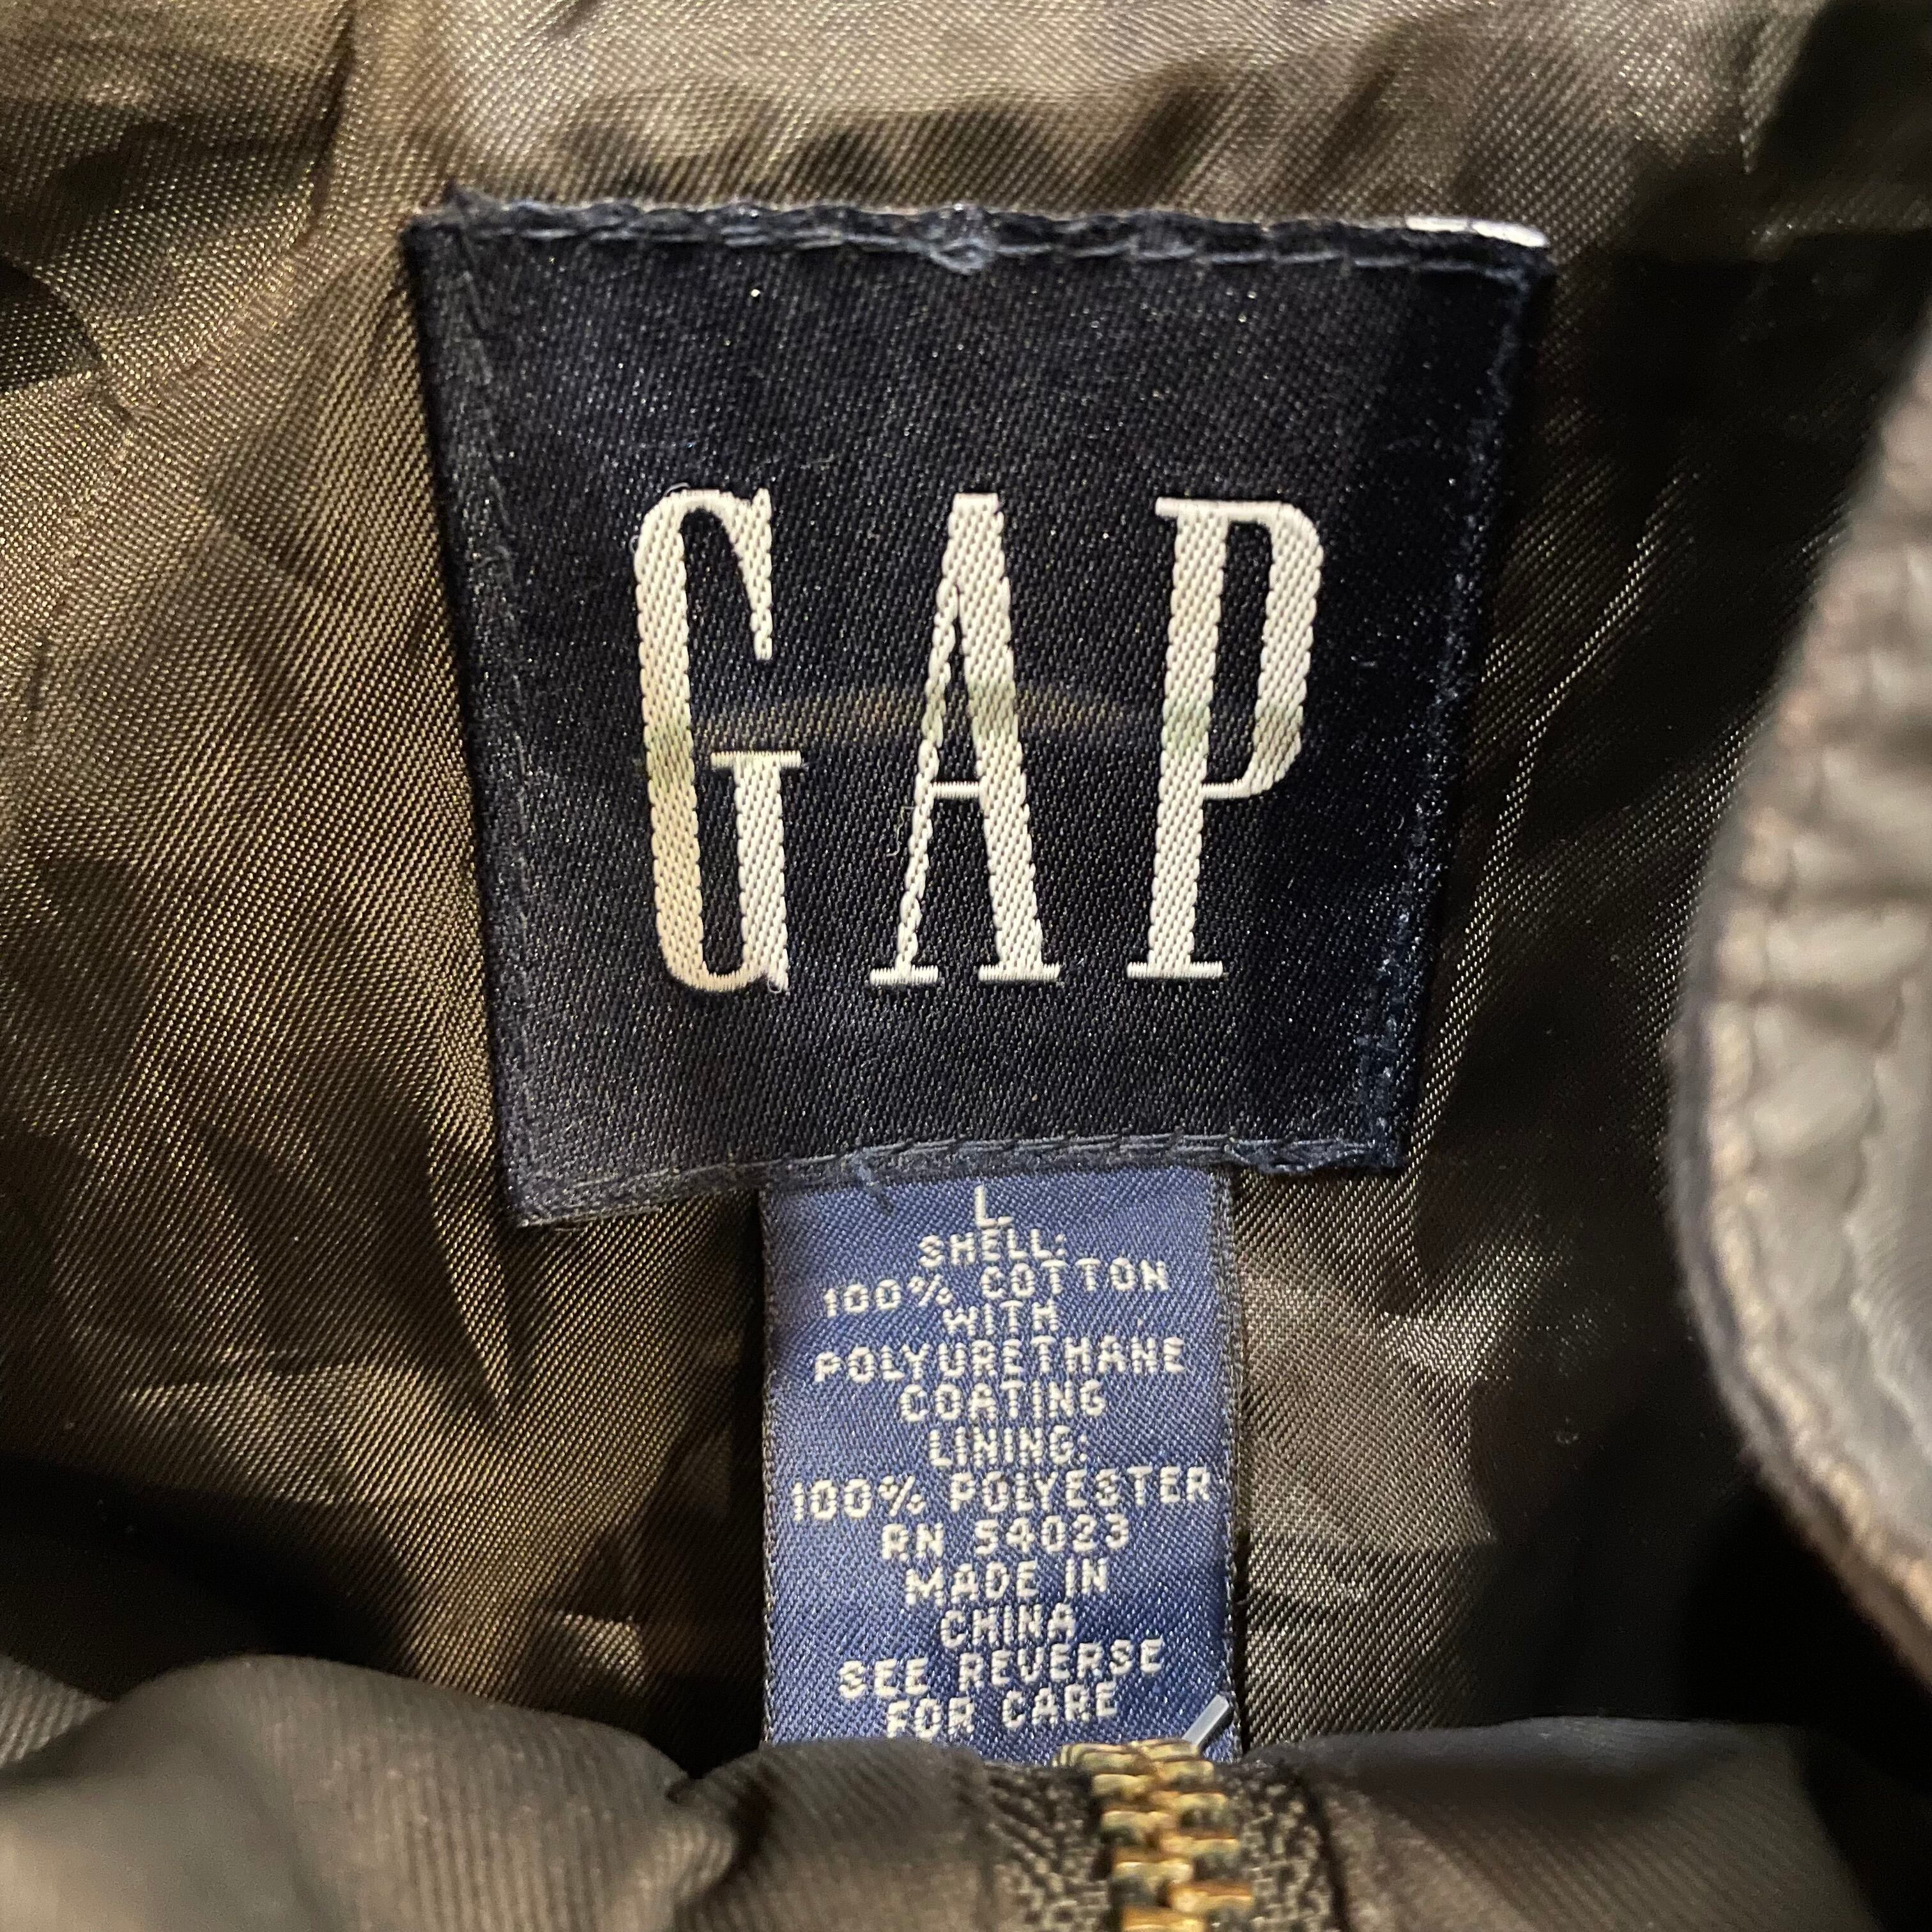 GAP
L.
SHELL:
100% COTTON
WITH
POLYURETHANE
COATING
LINING:
100% POLYESTER
RN 54023
MADE IN
CHINA
SEE REVERSE
FOR CARE